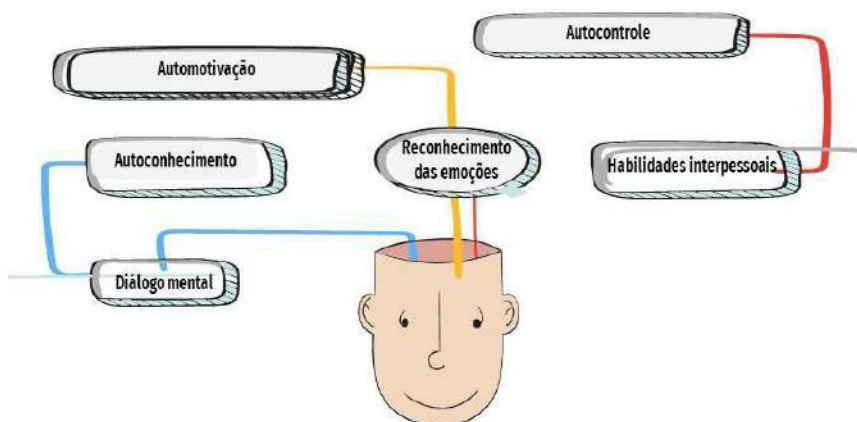 Autocontrole
Automotivação
Autoconhecimento
Reconhecimento
das emoções
Habilidades interpessoais
Diálogo mental